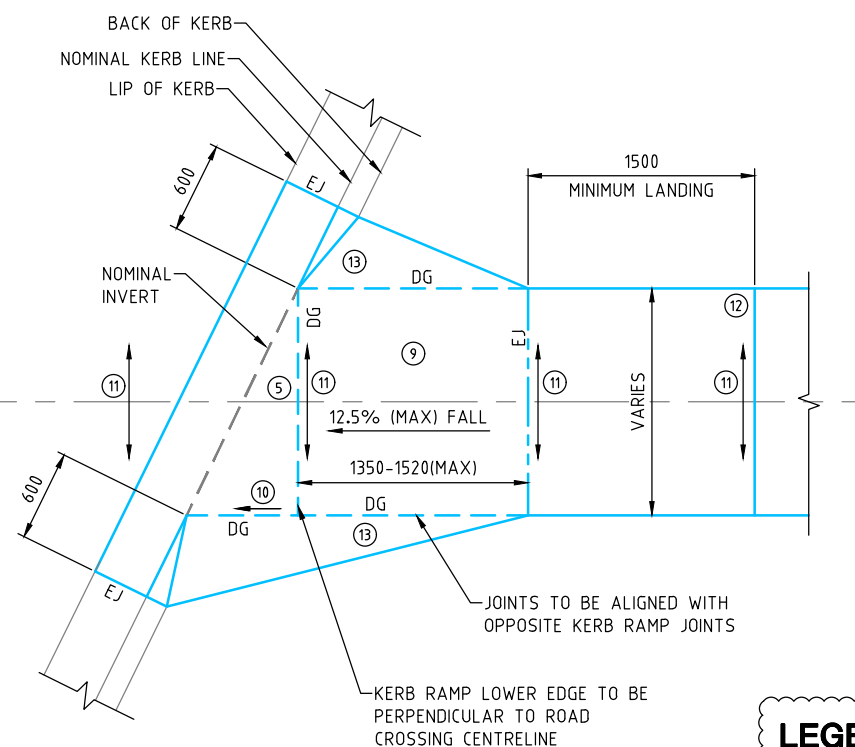 BACK OF KERB
NOMINAL KERB LINE
LIP OF KERB
1500
MINIMUM LANDING
600
EJ
13
DG
NOMINAL
INVERT
DG
EJ
12
9
11
5
11
11
11
VARIES
12.5% (MAX) FALL
1350-1520(MAX)
600
10
DG
DG
13
EJ
JOINTS TO BE ALIGNED WITH
OPPOSITE KERB RAMP JOINTS
KERB RAMP LOWER EDGE TO BE
PERPENDICULAR TO ROAD
CROSSING CENTRELINE
LEGE